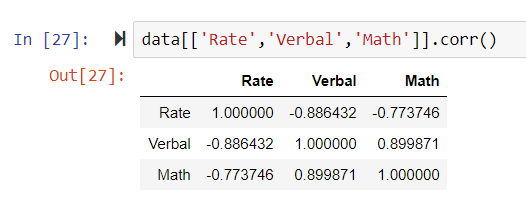 In [27]: data[['Rate','Verbal','Math']].corr()
Out[27]:
Rate Verbal Math
Rate 1.000000 -0.886432 -0.773746
Verbal -0.886432 1.000000 0.899871
Math -0.773746 0.899871 1.000000